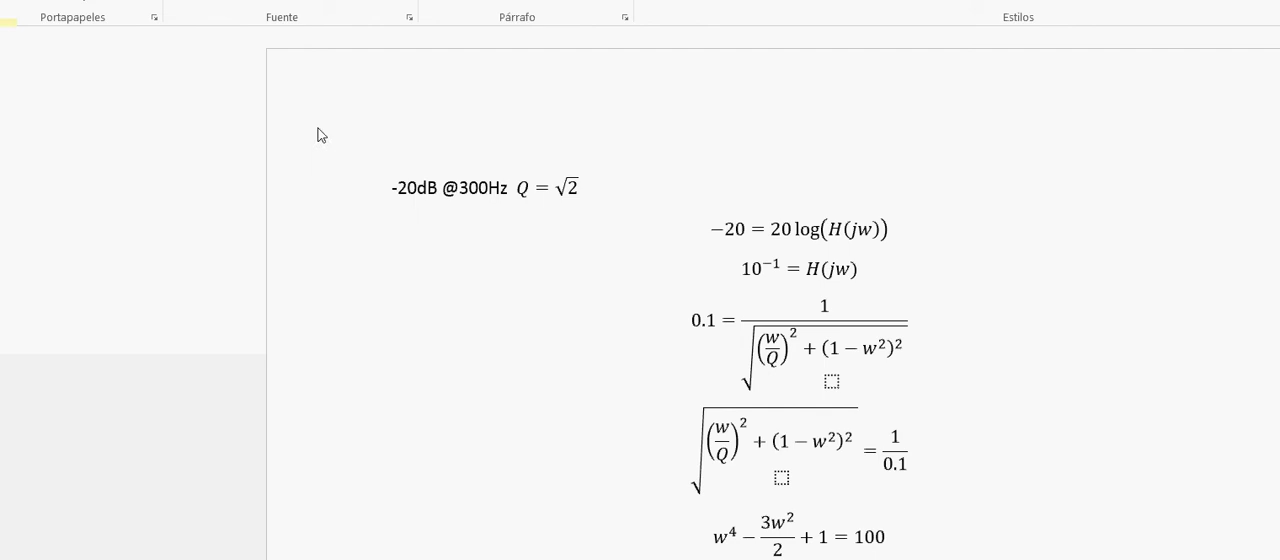 Portapapeles Fuente Párrafo Estilos
-20dB @300Hz Q = √2
−20 = 20 log(H(jw))
10⁻¹ = H(jw)
0.1 = 1 / √((w/Q)² + (1 − w²)²)
√((w/Q)² + (1 − w²)²) = 1/0.1
w⁴ − 3w²/2 + 1 = 100